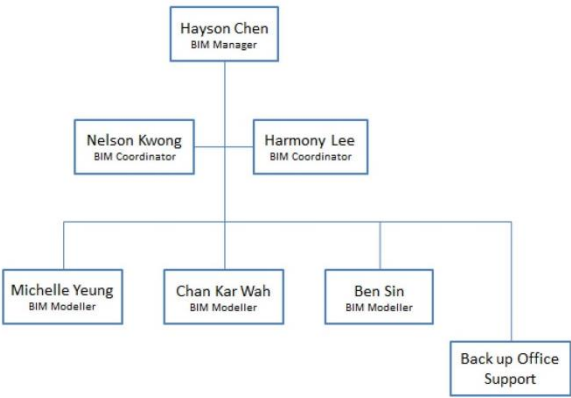 Hayson Chen
BIM Manager
Nelson Kwong
BIM Coordinator
Harmony Lee
BIM Coordinator
Michelle Yeung
BIM Modeller
Chan Kar Wah
BIM Modeller
Ben Sin
BIM Modeller
Back up Office
Support